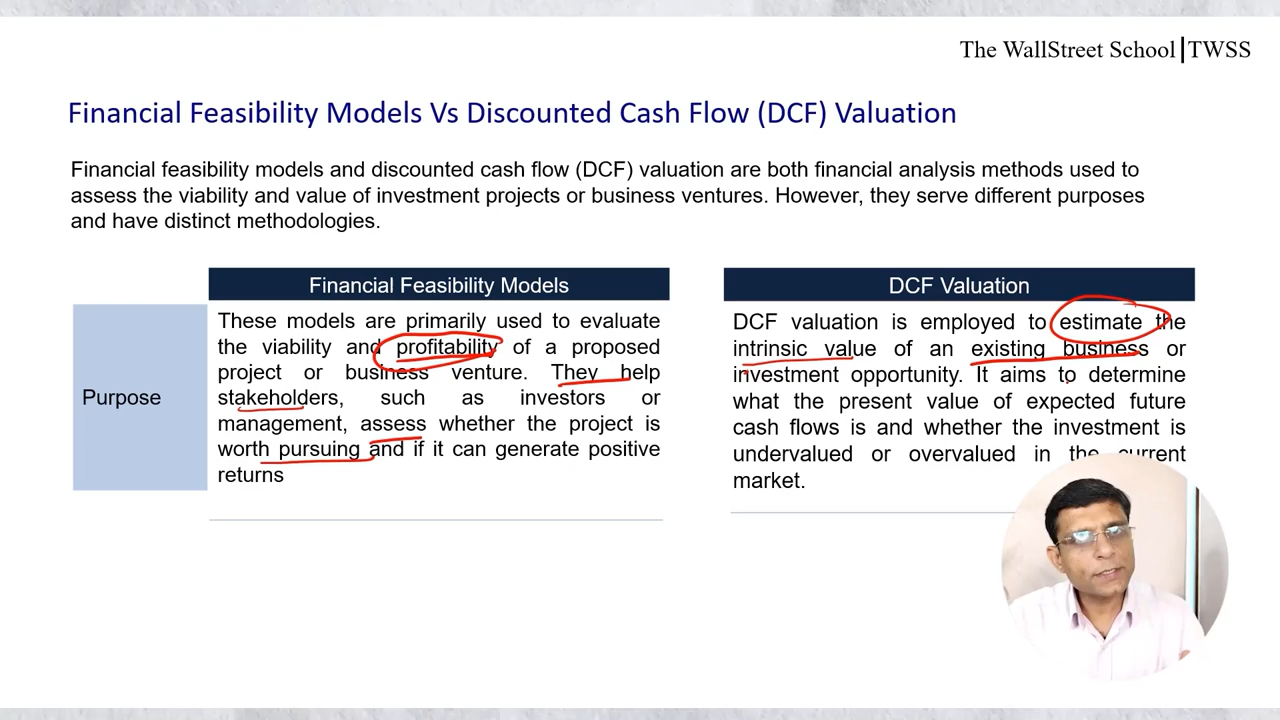 The WallStreet School|TWSS
Financial Feasibility Models Vs Discounted Cash Flow (DCF) Valuation
Financial feasibility models and discounted cash flow (DCF) valuation are both financial analysis methods used to
assess the viability and value of investment projects or business ventures. However, they serve different purposes
and have distinct methodologies.
Financial Feasibility Models
These models are primarily used to evaluate
the viability and profitability of a proposed
project or business venture. They help
stakeholders, such as investors or
management, assess whether the project is
worth pursuing and if it can generate positive
returns
Purpose
DCF Valuation
DCF valuation is employed to estimate the
intrinsic value of an existing business or
investment opportunity. It aims to determine
what the present value of expected future
cash flows is and whether the investment is
undervalued or overvalued in the current
market.